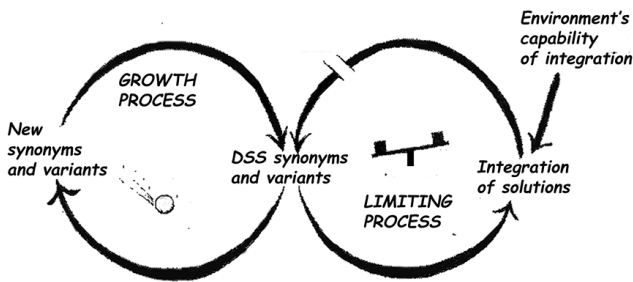 Environment's
capability
of integration
GROWTH
PROCESS
New
synonyms
and variants
DSS synonyms
and variants
Integration
of solutions
LIMITING
PROCESS